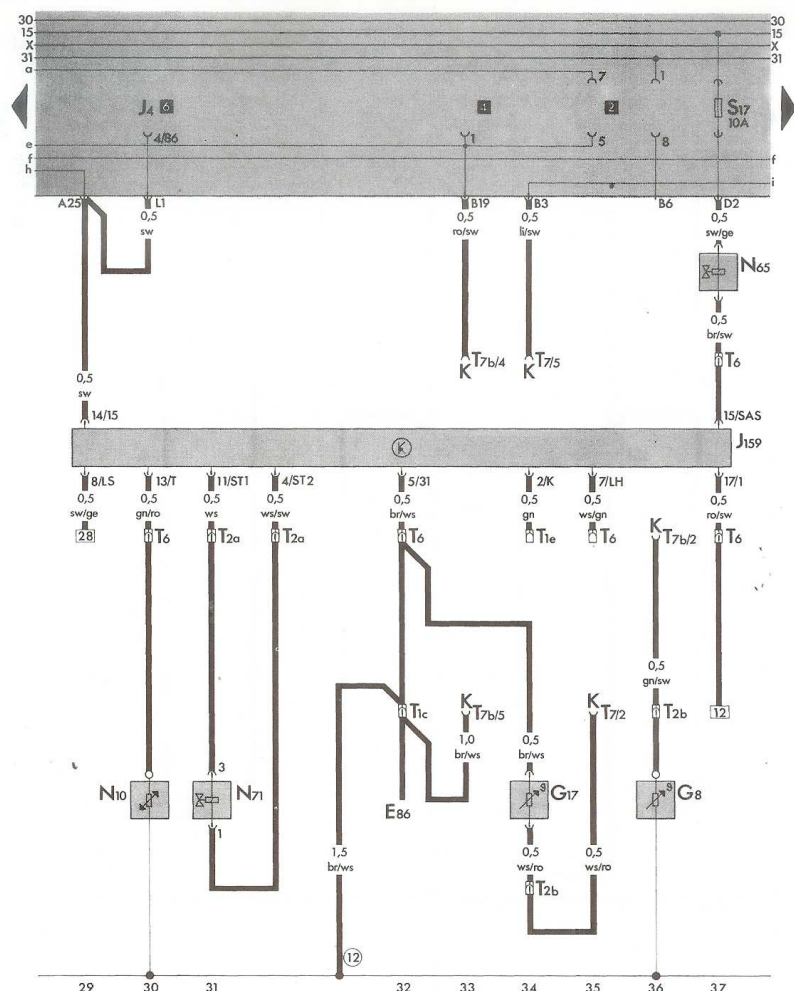 30 30
15 15
X X
31 31
a 7 1
J4 6 4 2 S17
10A
4/86 1 5 8
e
f f
h i
A25 L1 B19 B3 B6 D2
0,5 0,5 0,5 0,5
sw ro/sw li/sw sw/ge
N65
0,5
br/sw
T7b/4 T7/5 T6
K K
0,5
sw
14/15 15/SAS
K J159
8/LS 13/T 11/ST1 4/ST2 5/31 2/K 7/LH 17/1
0,5 0,5 0,5 0,5 0,5 0,5 0,5 0,5
sw/ge gn/ro ws ws/sw br/ws gn ws/gn ro/sw
28 T6 T2a T2a T6 T1e T6 K T7b/2 T6
0,5
gn/sw
K K
T1c T7b/5 T7/2 T2b 12
1,0 0,5
br/ws br/ws
3
N10 N71 E86 G17 G8
1
1,5 0,5 0,5
br/ws ws/ro ws/ro
T2b
12
29 30 31 32 33 34 35 36 37